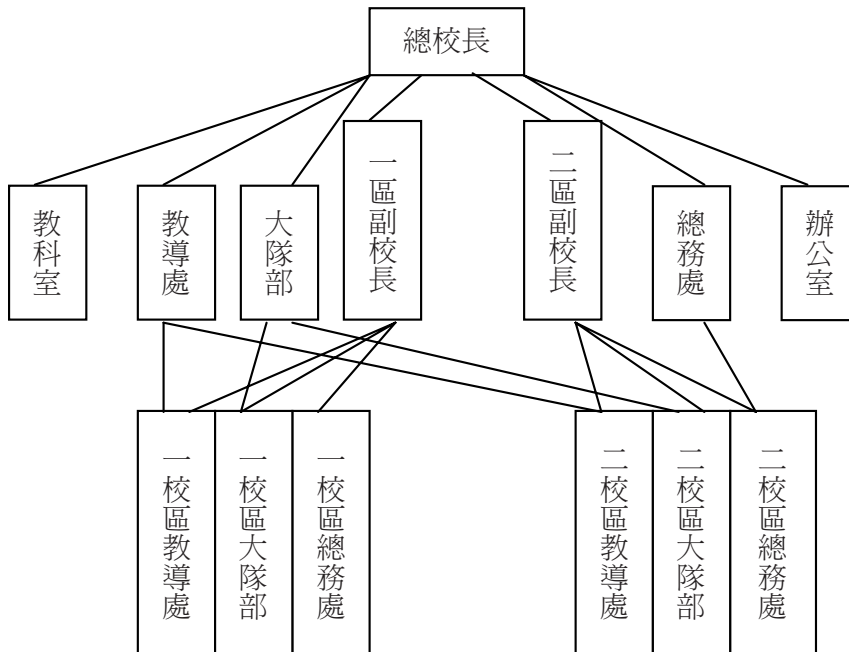 總校長
教科室
教導處
大隊部
一區副校長
二區副校長
總務處
辦公室
一校區教導處
一校區大隊部
一校區總務處
二校區教導處
二校區大隊部
二校區總務處